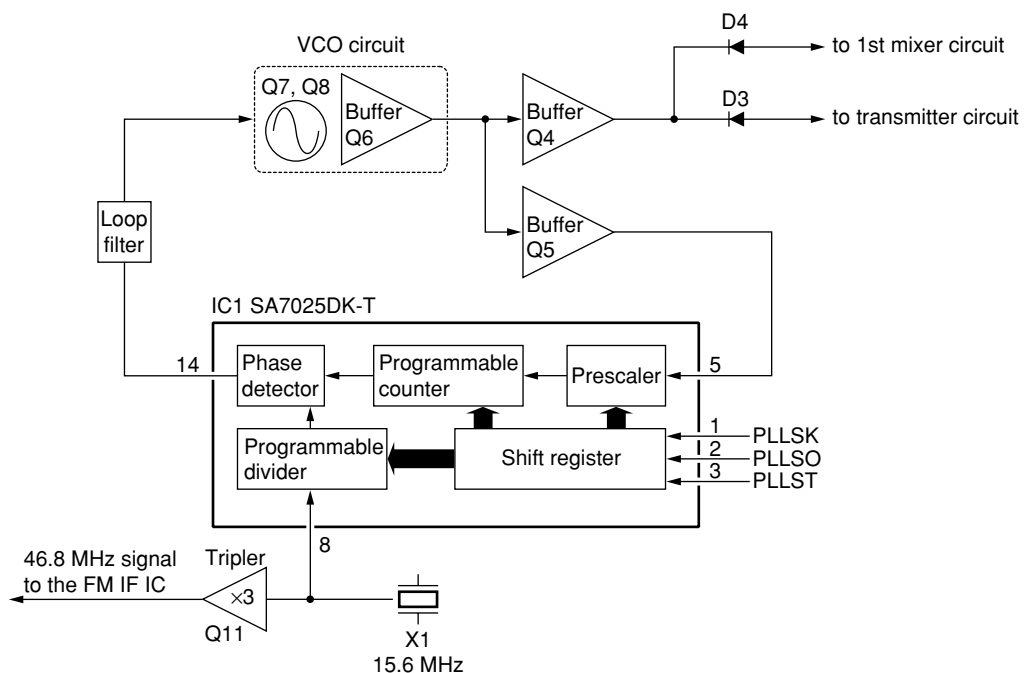 VCO circuit
Q7, Q8
Buffer
Q6
Buffer
Q4
D4
to 1st mixer circuit
D3
to transmitter circuit
Buffer
Q5
Loop
filter
IC1 SA7025DK-T
14
Phase
detector
Programmable
counter
Prescaler
5
Programmable
divider
Shift register
1
PLLSK
2
PLLSO
3
PLLST
8
46.8 MHz signal
to the FM IF IC
Tripler
×3
Q11
X1
15.6 MHz